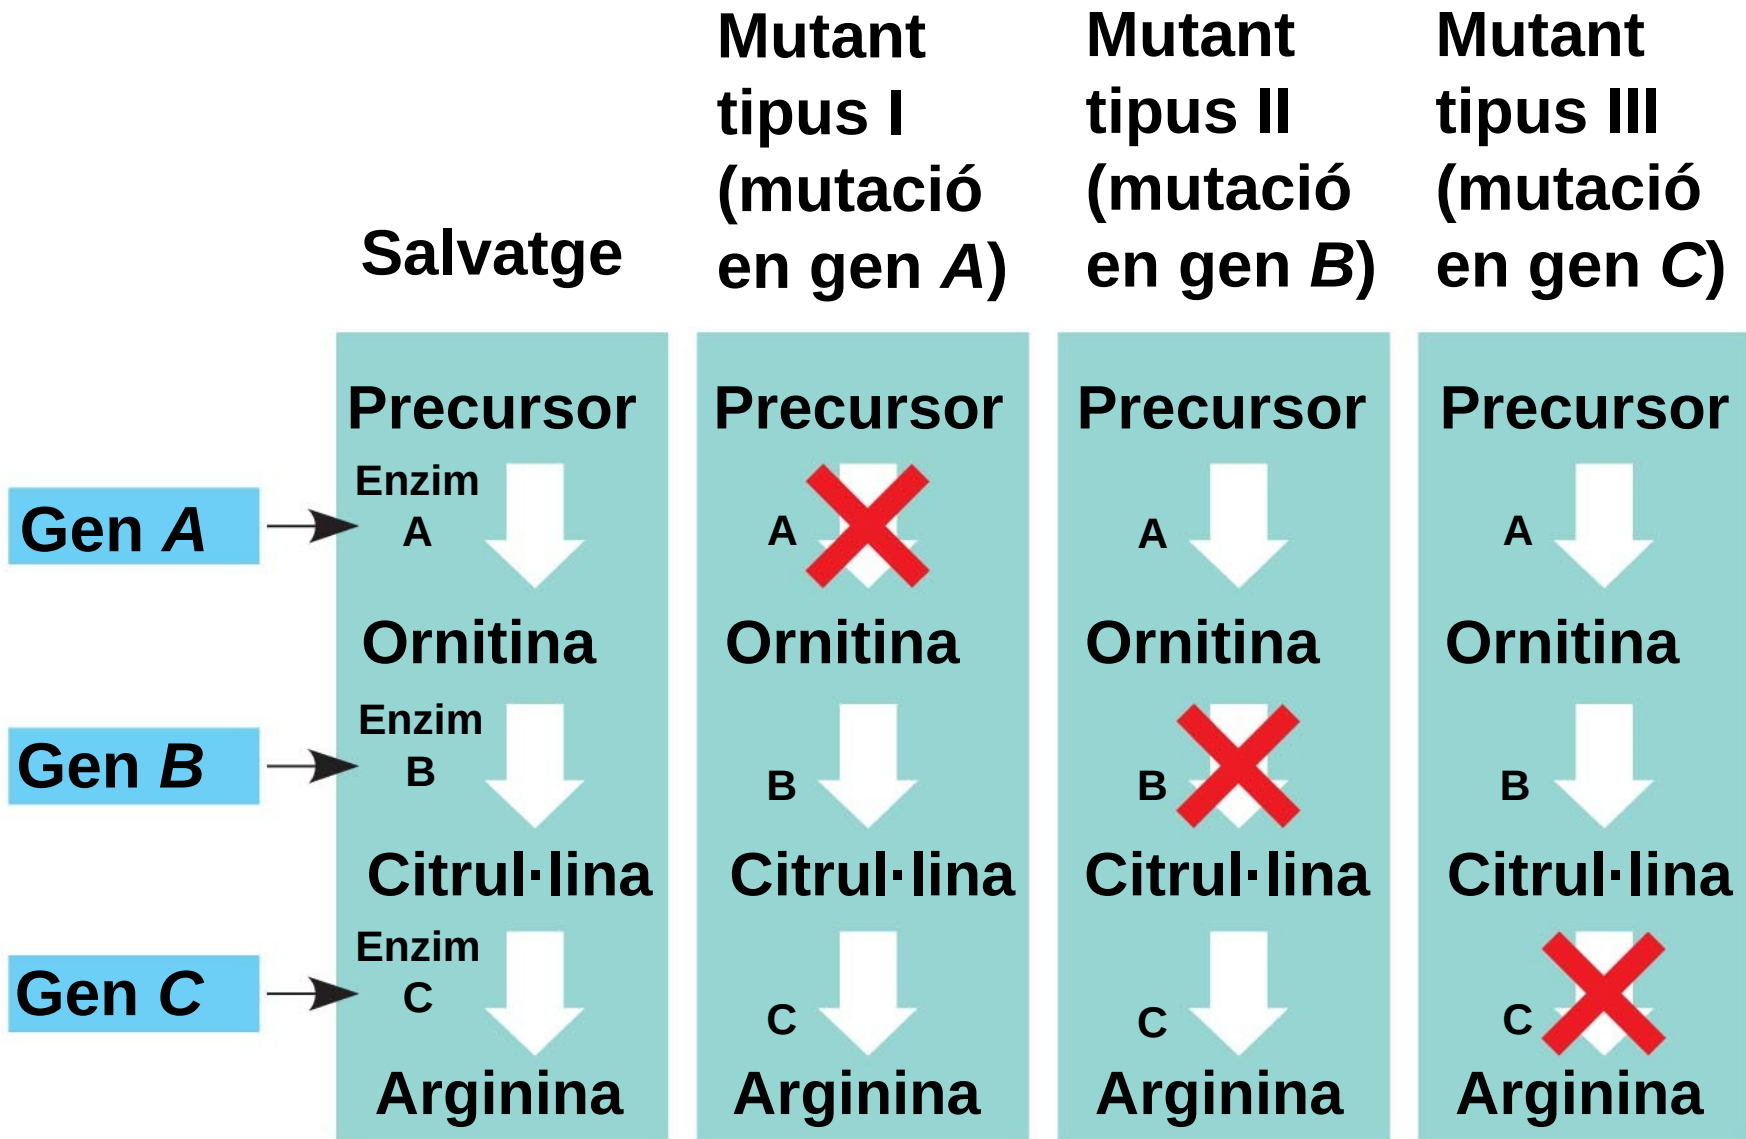 Salvatge
Mutant
tipus I
(mutació
en gen A)
Mutant
tipus II
(mutació
en gen B)
Mutant
tipus III
(mutació
en gen C)
Gen A
Gen B
Gen C
Precursor
Enzim
A
Ornitina
Enzim
B
Citrul·lina
Enzim
C
Arginina
Precursor
A
Ornitina
B
Citrul·lina
C
Arginina
Precursor
A
Ornitina
B
Citrul·lina
C
Arginina
Precursor
A
Ornitina
B
Citrul·lina
C
Arginina